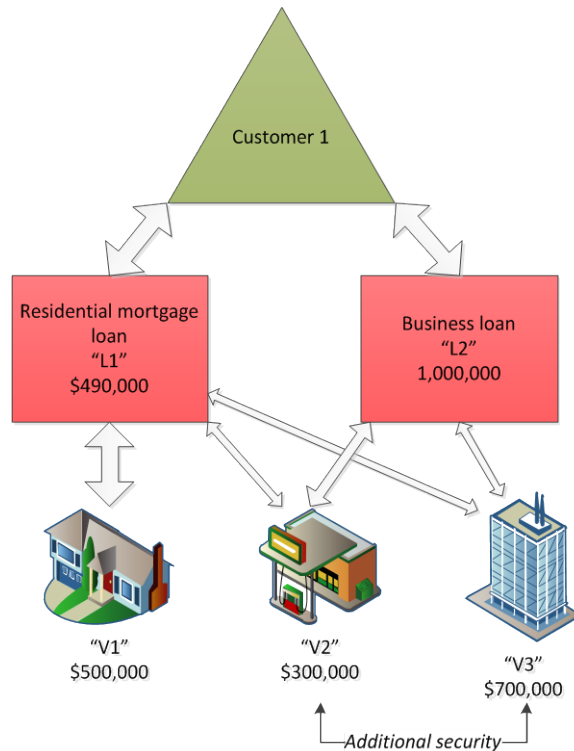 Customer 1
Residential mortgage
loan
“L1”
$490,000
Business loan
“L2”
1,000,000
“V1”
$500,000
“V2”
$300,000
“V3”
$700,000
Additional security